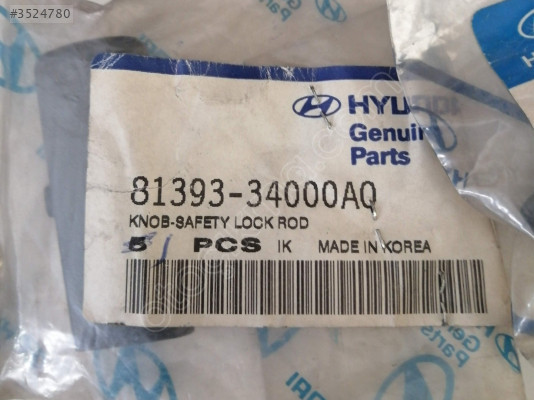 #3524780
HYUNDAI
Genuine
Parts
81393-34000AQ
KNOB-SAFETY LOCK ROD
5 PCS IK MADE IN KOREA